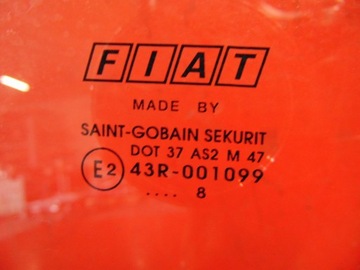 FIAT
MADE BY
SAINT-GOBAIN SEKURIT
DOT 37 AS2 M 47
E2 43R-001099
.... 8